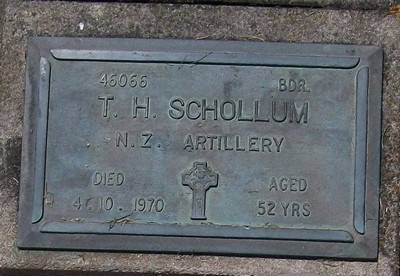 46066 BDR.
T. H. SCHOLLUM
N.Z. ARTILLERY
DIED AGED
4.10.1970 52 YRS